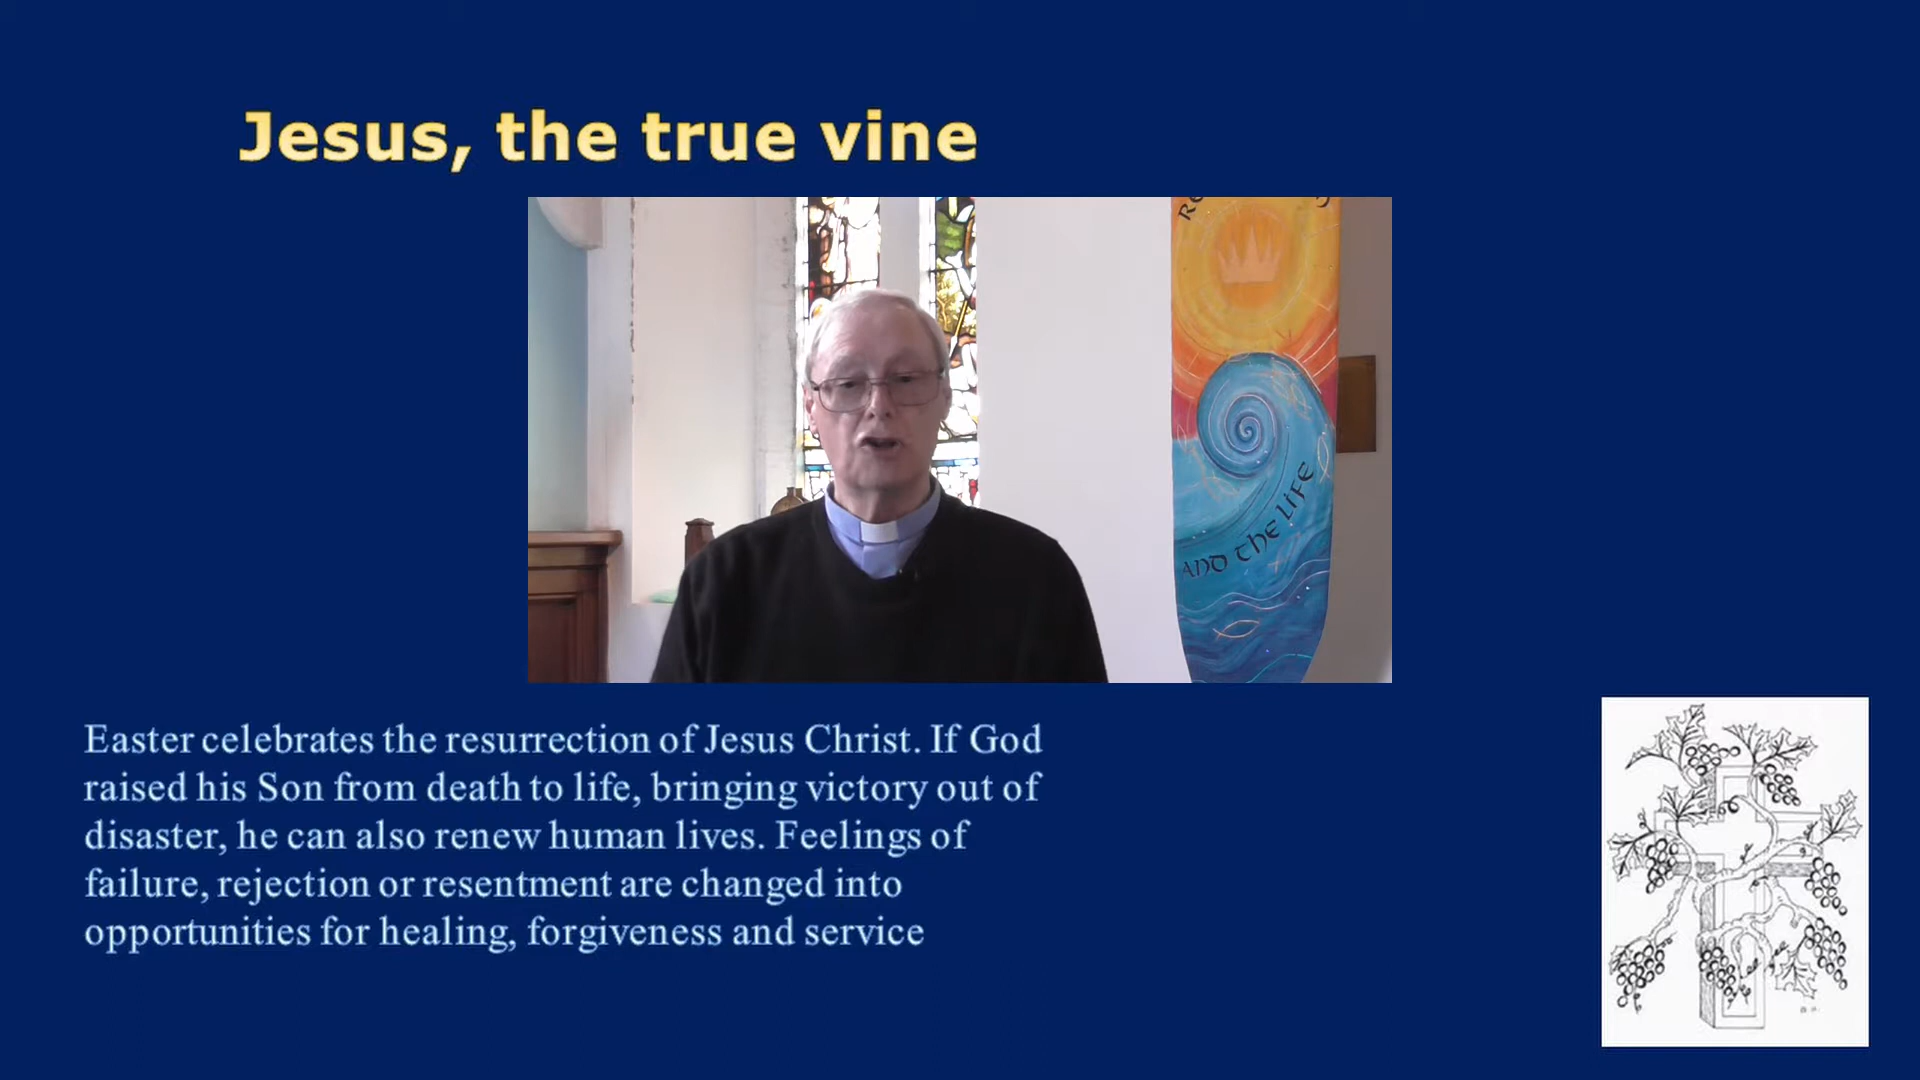 Jesus, the true vine
AND THE LIFE
Easter celebrates the resurrection of Jesus Christ. If God
raised his Son from death to life, bringing victory out of
disaster, he can also renew human lives. Feelings of
failure, rejection or resentment are changed into
opportunities for healing, forgiveness and service